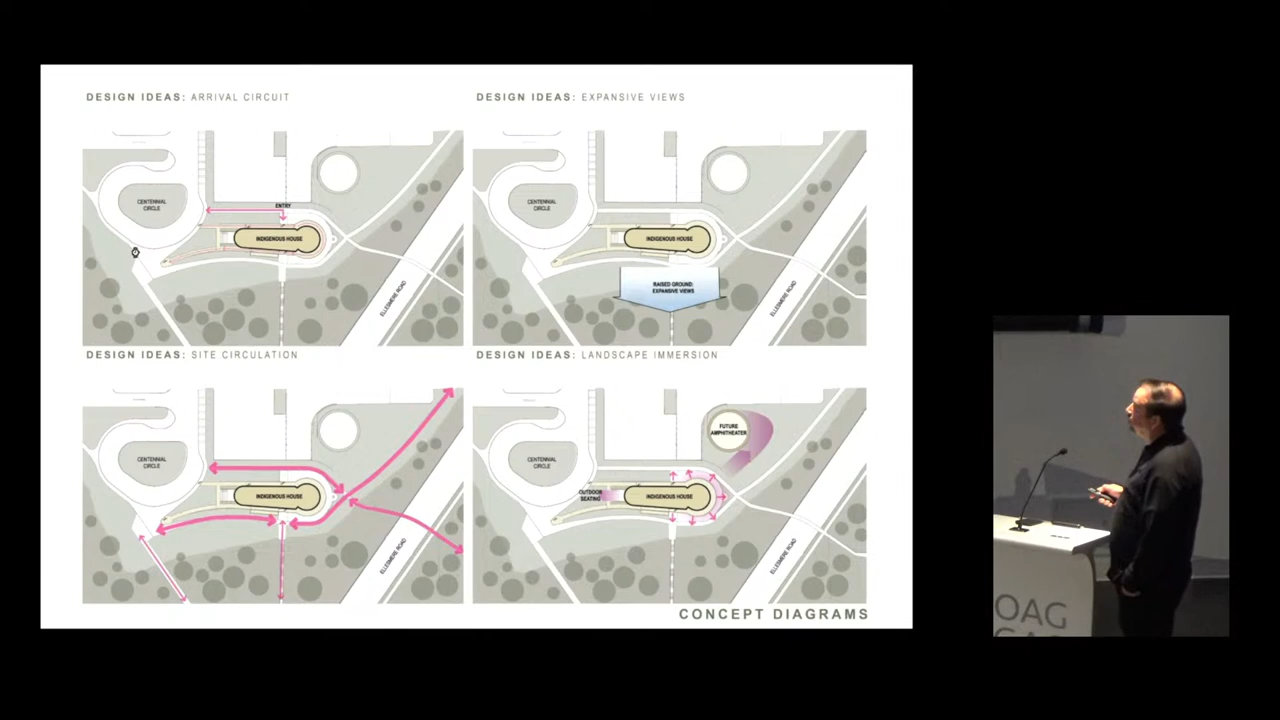 DESIGN IDEAS: ARRIVAL CIRCUIT
CENTENNIAL
CIRCLE
ENTRY
INDIGENOUS HOUSE
ELLESMERE ROAD
DESIGN IDEAS: EXPANSIVE VIEWS
CENTENNIAL
CIRCLE
INDIGENOUS HOUSE
RAISED GROUND:
EXPANSIVE VIEWS
ELLESMERE ROAD
DESIGN IDEAS: SITE CIRCULATION
CENTENNIAL
CIRCLE
INDIGENOUS HOUSE
ELLESMERE ROAD
DESIGN IDEAS: LANDSCAPE IMMERSION
FUTURE
AMPHITHEATER
CENTENNIAL
CIRCLE
OUTDOOR
SEATING
INDIGENOUS HOUSE
ELLESMERE ROAD
CONCEPT DIAGRAMS
OAG